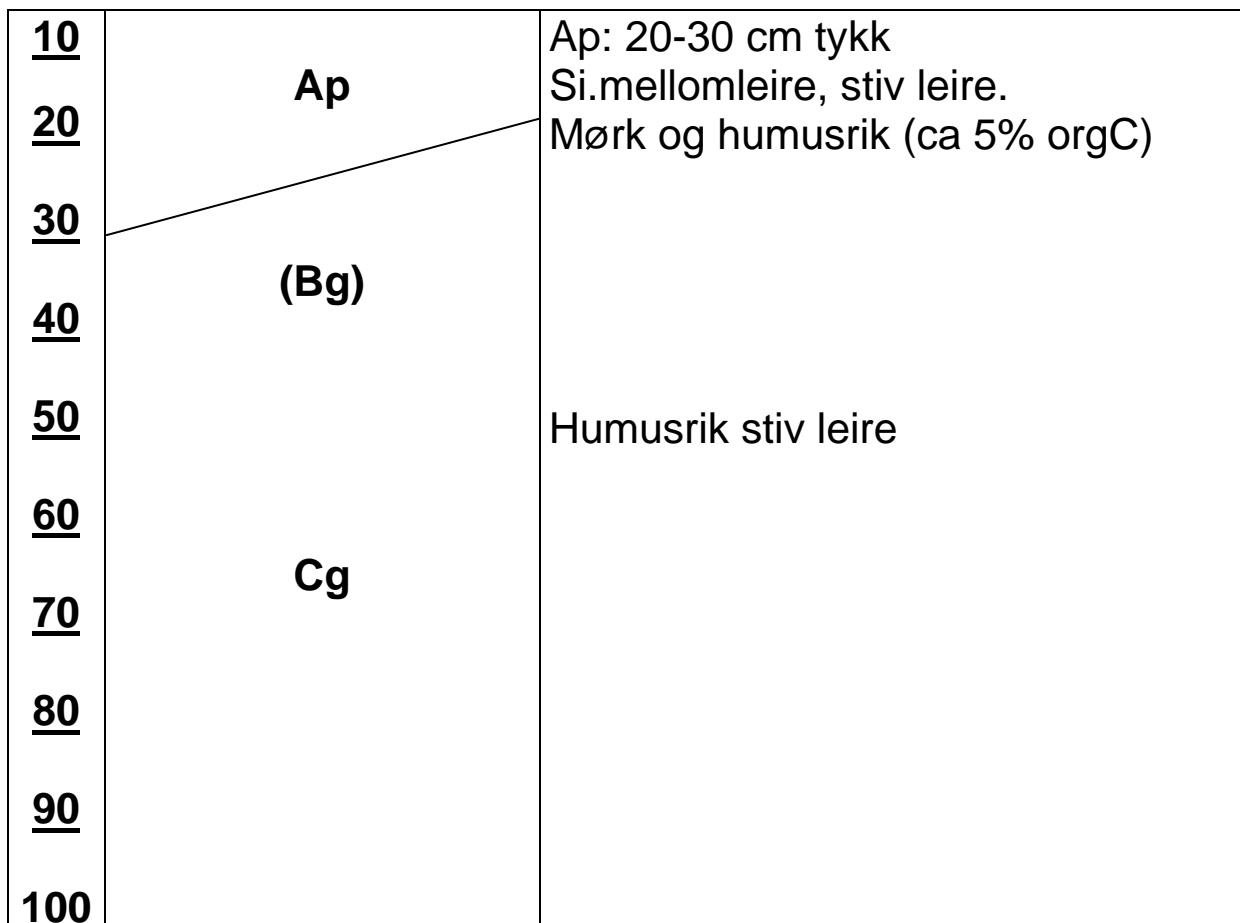 10
Ap: 20-30 cm tykk
Ap
Si.mellomleire, stiv leire.
20
Mørk og humusrik (ca 5% orgC)
30
(Bg)
40
50
Humusrik stiv leire
60
Cg
70
80
90
100